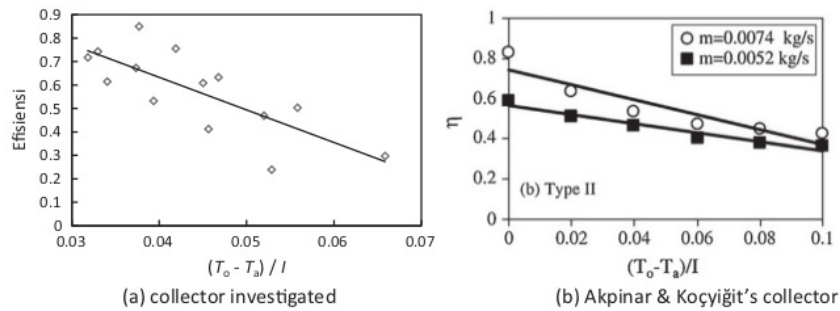 0.9
0.8
0.7
0.6
0.5
0.4
0.3
0.2
0.1
0
Efisiensi
0.03 0.04 0.05 0.06 0.07
(To - Ta) / I
(a) collector investigated
1
0.8
0.6
0.4
0.2
0
η
m=0.0074 kg/s
m=0.0052 kg/s
(b) Type II
0 0.02 0.04 0.06 0.08 0.1
(To-Ta)/I
(b) Akpinar & Koçyiğit's collector